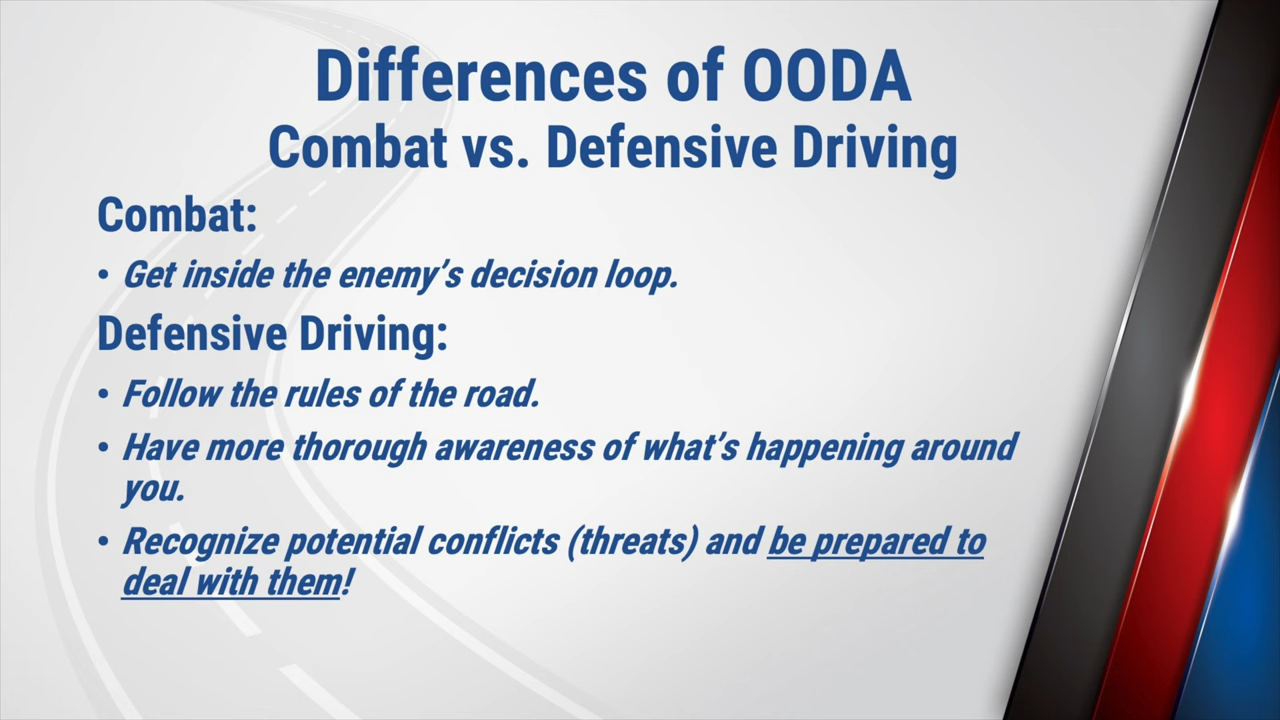 Differences of OODA
Combat vs. Defensive Driving
Combat:
• Get inside the enemy’s decision loop.
Defensive Driving:
• Follow the rules of the road.
• Have more thorough awareness of what’s happening around
you.
• Recognize potential conflicts (threats) and be prepared to
deal with them!